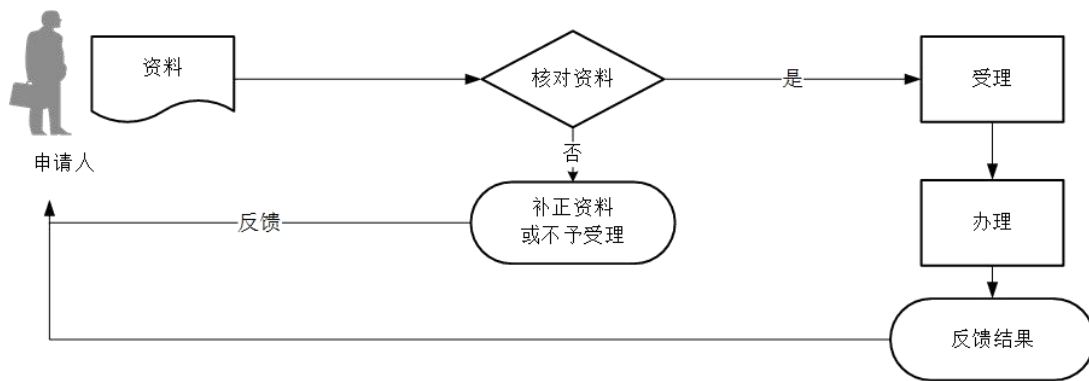 资料
核对资料
是
受理
申请人
否
补正资料
或不予受理
反馈
办理
反馈结果